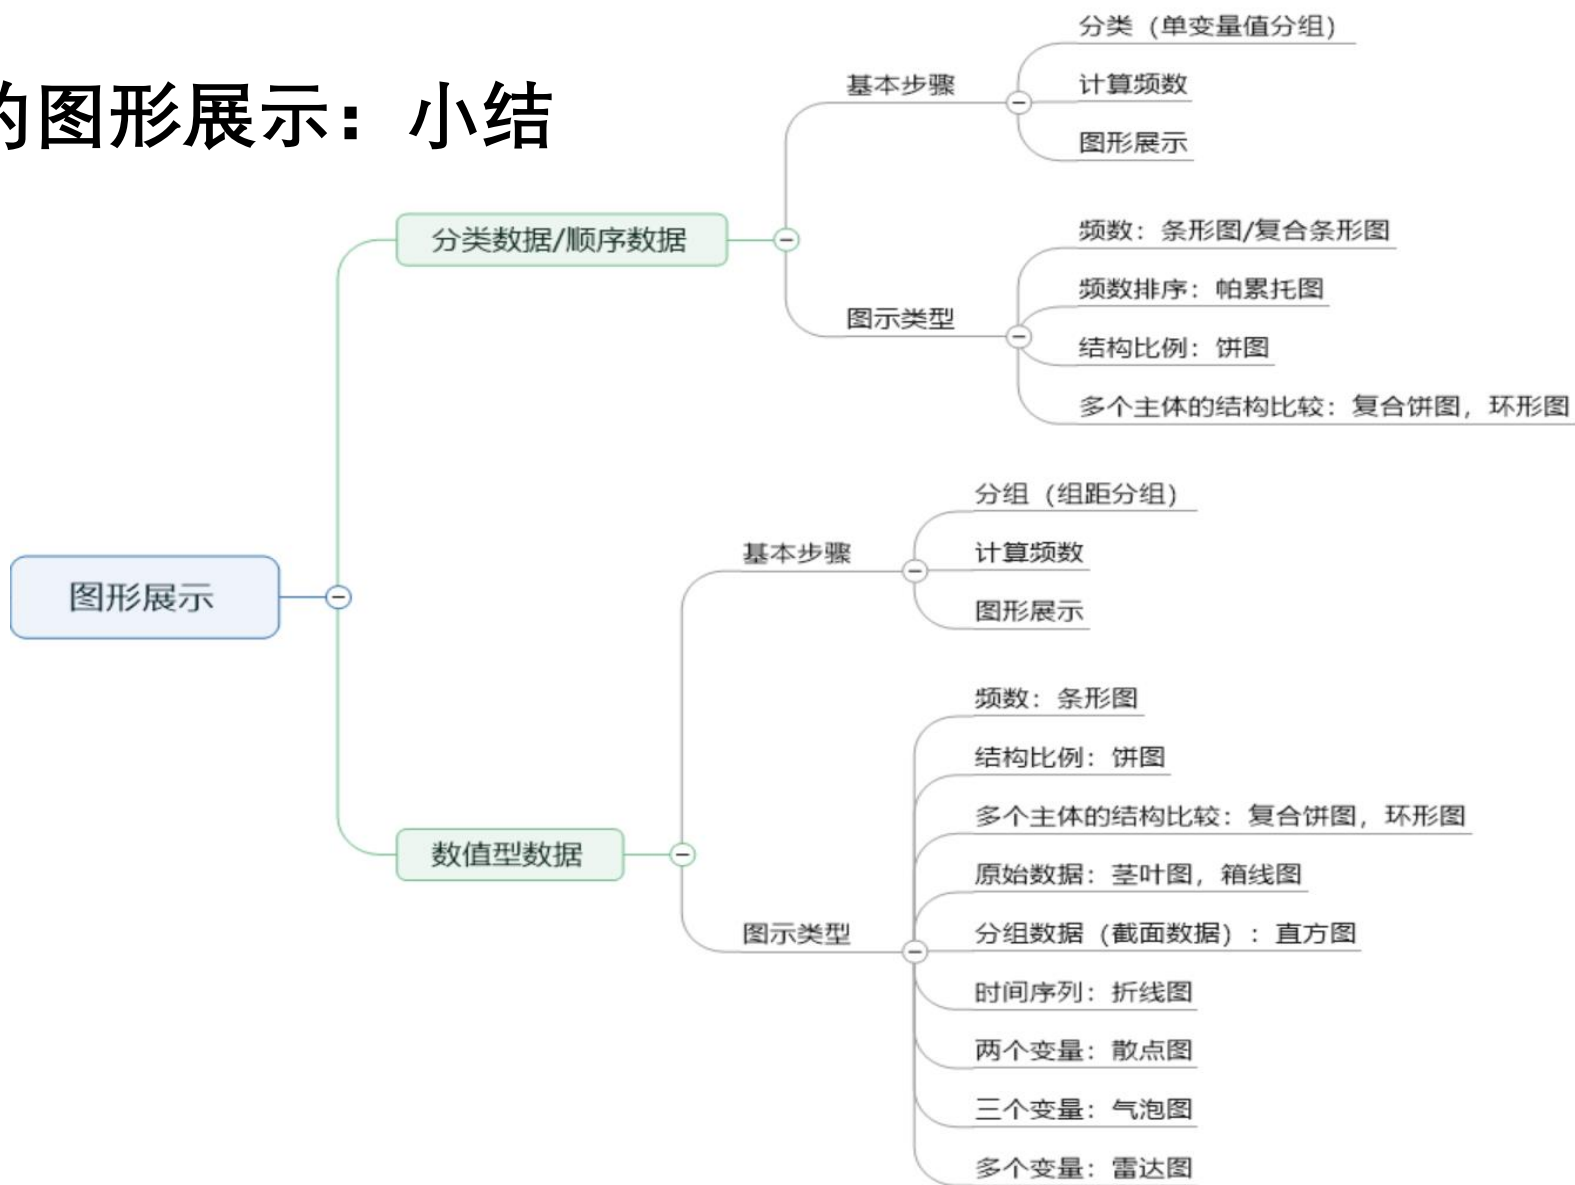 的图形展示：小结
图形展示
分类数据/顺序数据
基本步骤
分类（单变量值分组）
计算频数
图形展示
图示类型
频数：条形图/复合条形图
频数排序：帕累托图
结构比例：饼图
多个主体的结构比较：复合饼图，环形图
数值型数据
基本步骤
分组（组距分组）
计算频数
图形展示
图示类型
频数：条形图
结构比例：饼图
多个主体的结构比较：复合饼图，环形图
原始数据：茎叶图，箱线图
分组数据（截面数据）：直方图
时间序列：折线图
两个变量：散点图
三个变量：气泡图
多个变量：雷达图